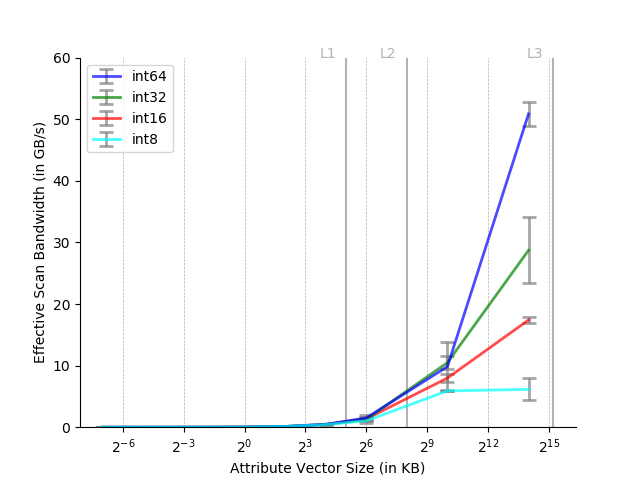 L1 L2 L3
60
50
40
30
20
10
0
Effective Scan Bandwidth (in GB/s)
int64
int32
int16
int8
2^−6 2^−3 2^0 2^3 2^6 2^9 2^12 2^15
Attribute Vector Size (in KB)